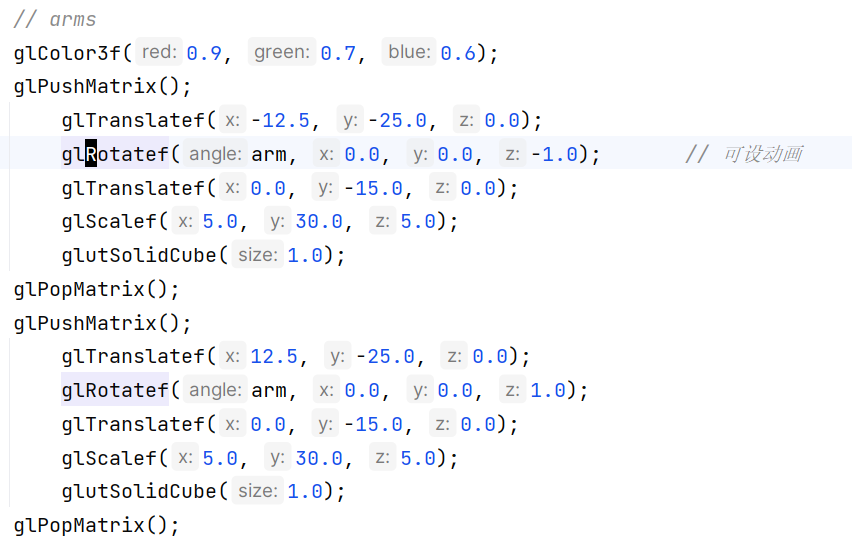 // arms
glColor3f( red: 0.9, green: 0.7, blue: 0.6);
glPushMatrix();
glTranslatef( x: -12.5, y: -25.0, z: 0.0);
glRotatef( angle: arm, x: 0.0, y: 0.0, z: -1.0); // 可设动画
glTranslatef( x: 0.0, y: -15.0, z: 0.0);
glScalef( x: 5.0, y: 30.0, z: 5.0);
glutSolidCube( size: 1.0);
glPopMatrix();
glPushMatrix();
glTranslatef( x: 12.5, y: -25.0, z: 0.0);
glRotatef( angle: arm, x: 0.0, y: 0.0, z: 1.0);
glTranslatef( x: 0.0, y: -15.0, z: 0.0);
glScalef( x: 5.0, y: 30.0, z: 5.0);
glutSolidCube( size: 1.0);
glPopMatrix();